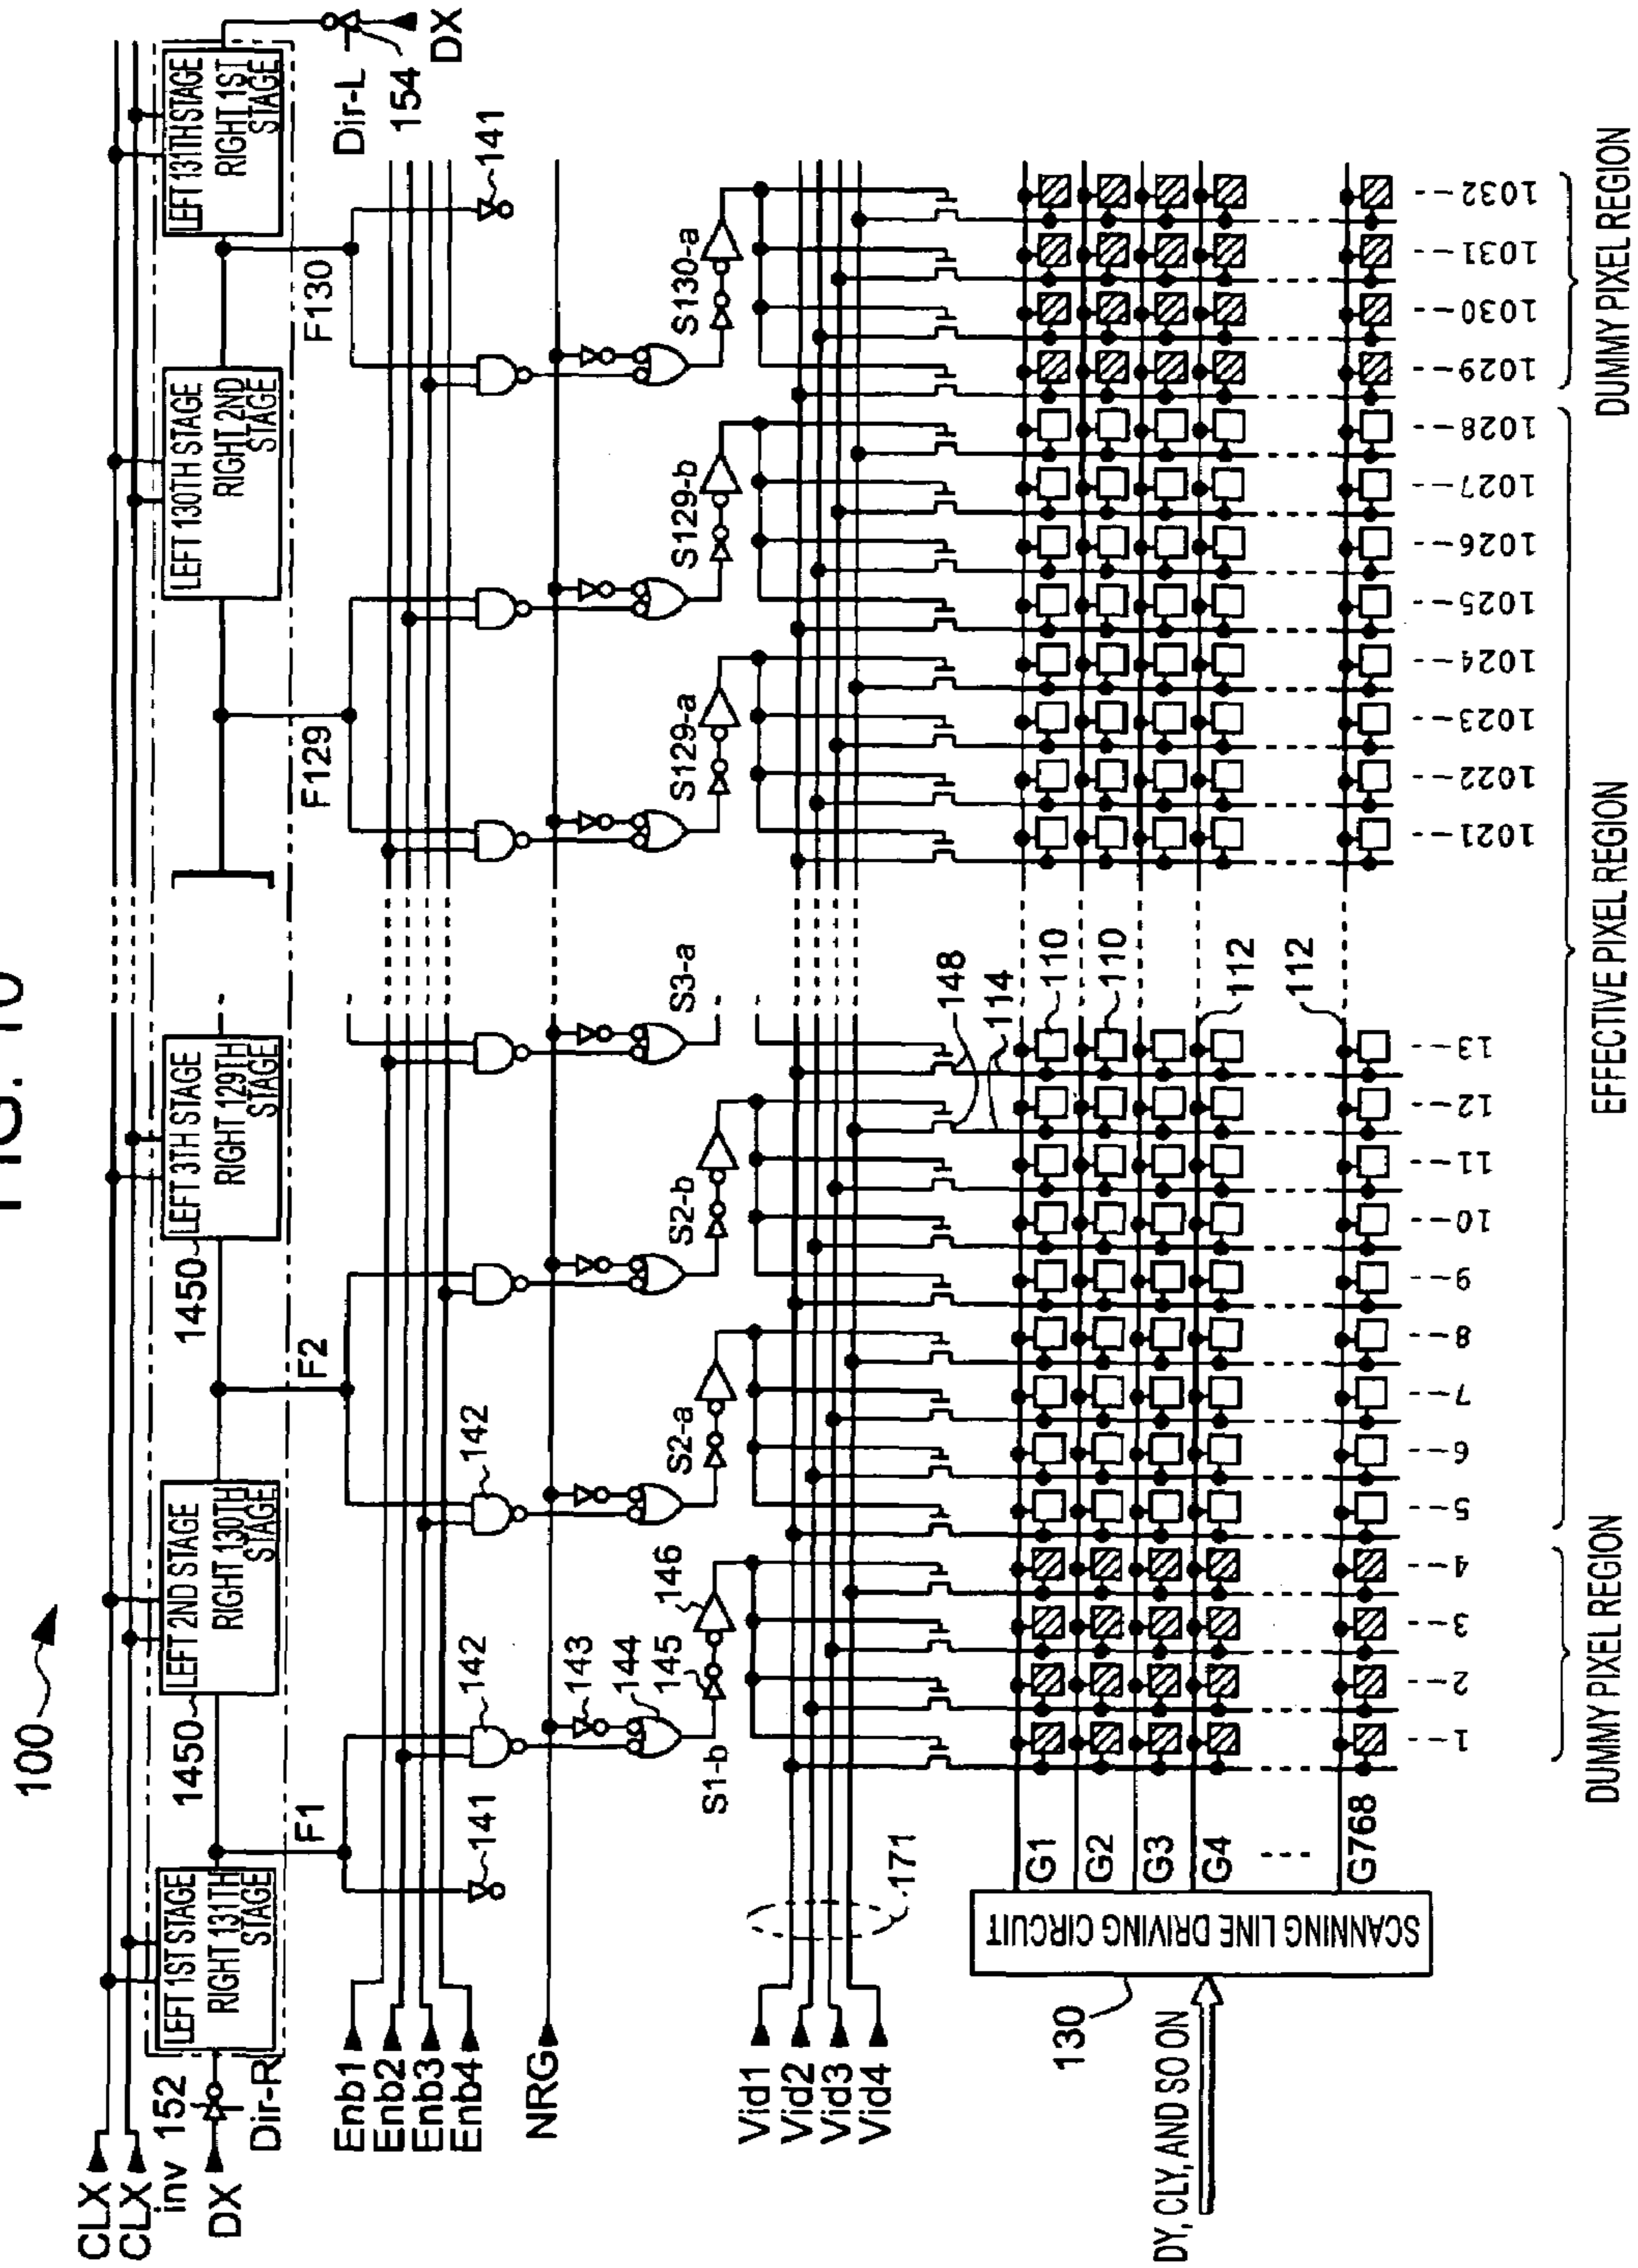 FIG. 10
100
CLX
CLX
inv
152
DX
Dir-R
LEFT 1ST STAGE
RIGHT 131TH
STAGE
1450
LEFT 2ND STAGE
RIGHT 130TH
STAGE
1450
LEFT 3TH STAGE
RIGHT 129TH
STAGE
LEFT 130TH STAGE
RIGHT 2ND
STAGE
LEFT 131TH STAGE
RIGHT 1ST
STAGE
Dir-L
154
DX
F1
F2
F129
F130
Enb1
Enb2
Enb3
Enb4
141
142
142
141
NRG
143
144
145
146
S1-b
S2-a
S2-b
S3-a
S129-a
S129-b
S130-a
Vid1
Vid2
Vid3
Vid4
171
148
114
110
110
112
112
130
SCANNING LINE DRIVING CIRCUIT
DY, CLY, AND SO ON
G1
G2
G3
G4
G768
1 2 3 4 5 6 7 8 9 10 11 12 13 1021 1022 1023 1024 1025 1026 1027 1028 1029 1030 1031 1032
DUMMY PIXEL REGION
EFFECTIVE PIXEL REGION
DUMMY PIXEL REGION